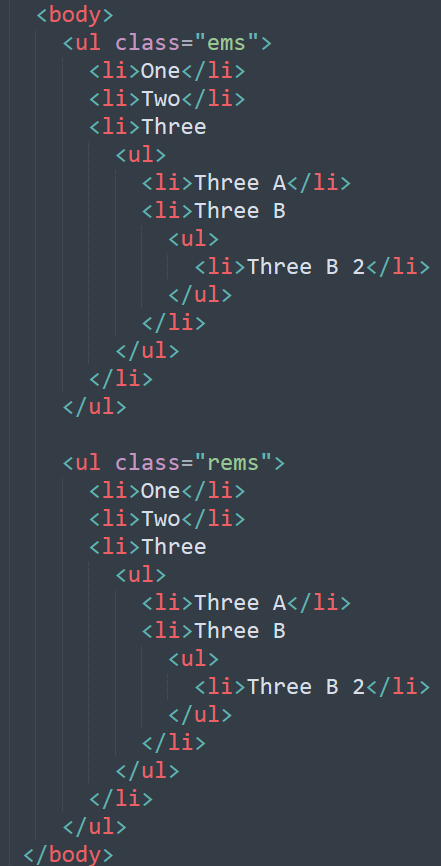 <body>
<ul class="ems">
<li>One</li>
<li>Two</li>
<li>Three
<ul>
<li>Three A</li>
<li>Three B
<ul>
<li>Three B 2</li>
</ul>
</li>
</ul>
</li>
</ul>
<ul class="rems">
<li>One</li>
<li>Two</li>
<li>Three
<ul>
<li>Three A</li>
<li>Three B
<ul>
<li>Three B 2</li>
</ul>
</li>
</ul>
</li>
</ul>
</body>